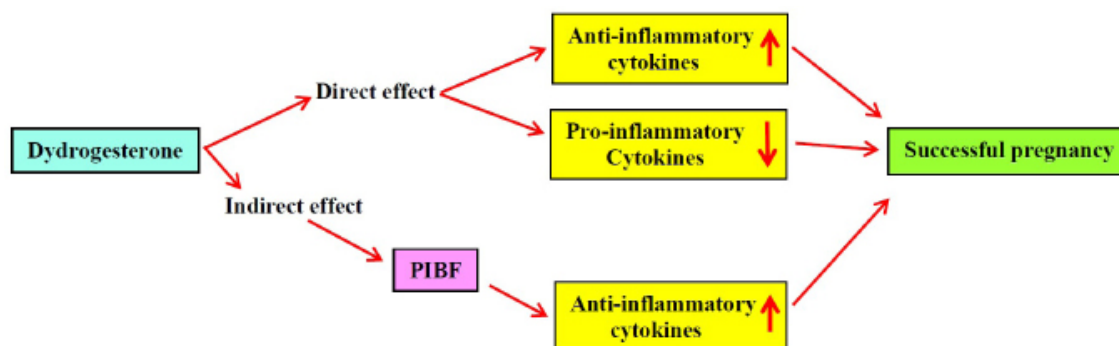 Anti-inflammatory
cytokines
Direct effect
Pro-inflammatory
Cytokines
Dydrogesterone
Successful pregnancy
Indirect effect
PIBF
Anti-inflammatory
cytokines